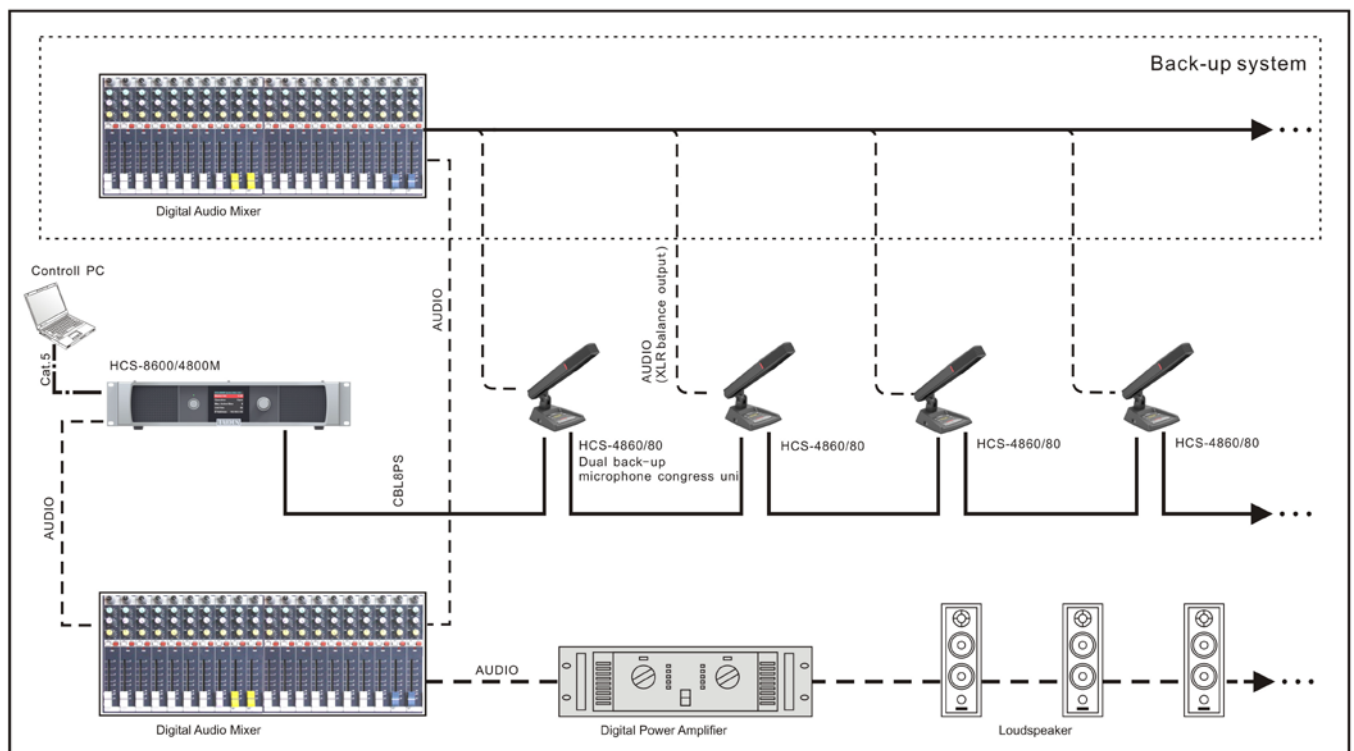 Back-up system
Digital Audio Mixer
Controll PC
Cat.5
HCS-8600/4800M
AUDIO
AUDIO
AUDIO
(XLR balance output)
HCS-4860/80
Dual back-up
microphone congress uni
HCS-4860/80
HCS-4860/80
HCS-4860/80
CBL8PS
AUDIO
Digital Audio Mixer
Digital Power Amplifier
Loudspeaker